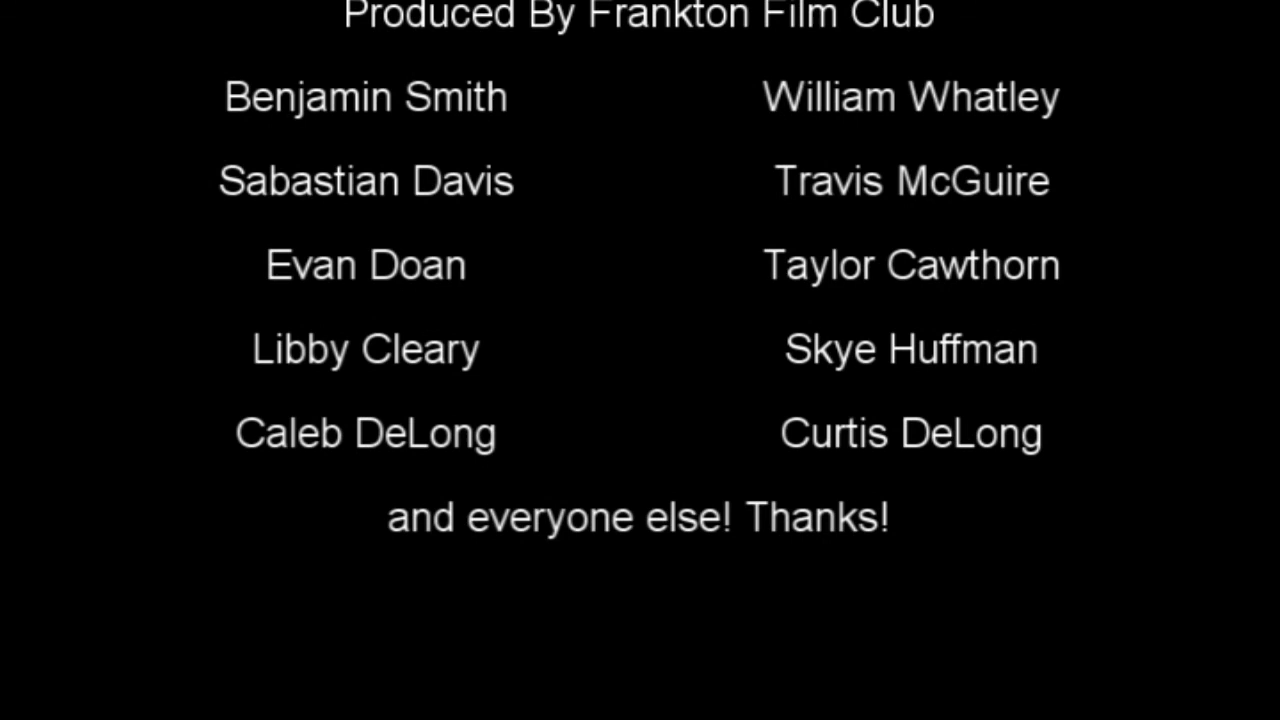 Produced By Frankton Film Club
Benjamin Smith William Whatley
Sabastian Davis Travis McGuire
Evan Doan Taylor Cawthorn
Libby Cleary Skye Huffman
Caleb DeLong Curtis DeLong
and everyone else! Thanks!